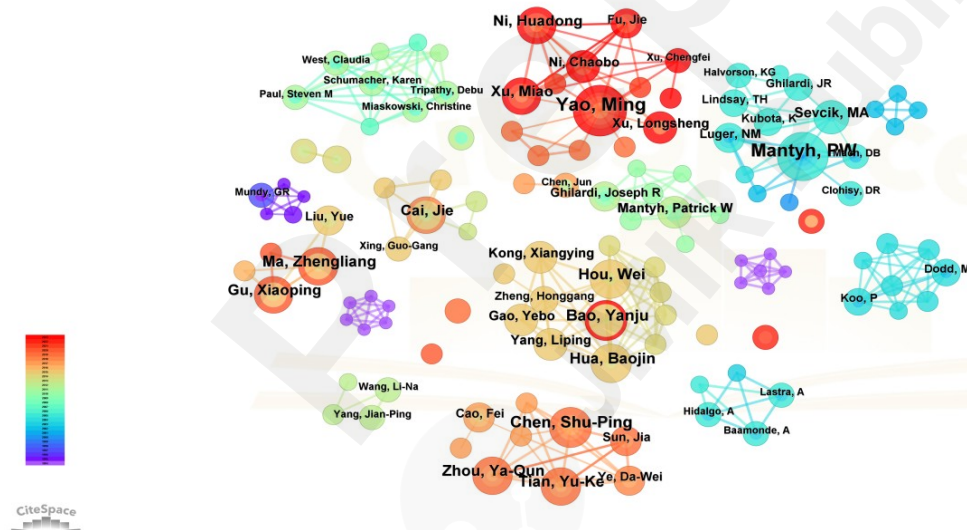 Ni, Huadong
Fu, Jie
West, Claudia
Xu, Chengfei
Ni, Chaobo
Halvorson, KG
Schumacher, Karen
Ghilardi, JR
Paul, Steven M
Tripathy, Debu
Xu, Miao
Lindsay, TH
Miaskowski, Christine
Yao, Ming
Sevcik, MA
Kubota, K
Xu, Longsheng
Luger, NM
Mantyh, PW
Clohisy, DR
Chen, Jun
Mundy, GR
Ghilardi, Joseph R
Cai, Jie
Mantyh, Patrick W
Liu, Yue
Xing, Guo-Gang
Kong, Xiangying
Ma, Zhengliang
Hou, Wei
Dodd, M
Gu, Xiaoping
Zheng, Honggang
Koo, P
Gao, Yebo
Bao, Yanju
Yang, Liping
Hua, Baojin
Wang, Li-Na
Lastra, A
Yang, Jian-Ping
Hidalgo, A
Cao, Fei
Chen, Shu-Ping
Baamonde, A
Sun, Jia
Zhou, Ya-Qun
Tian, Yu-Ke
Ye, Da-Wei
CiteSpace